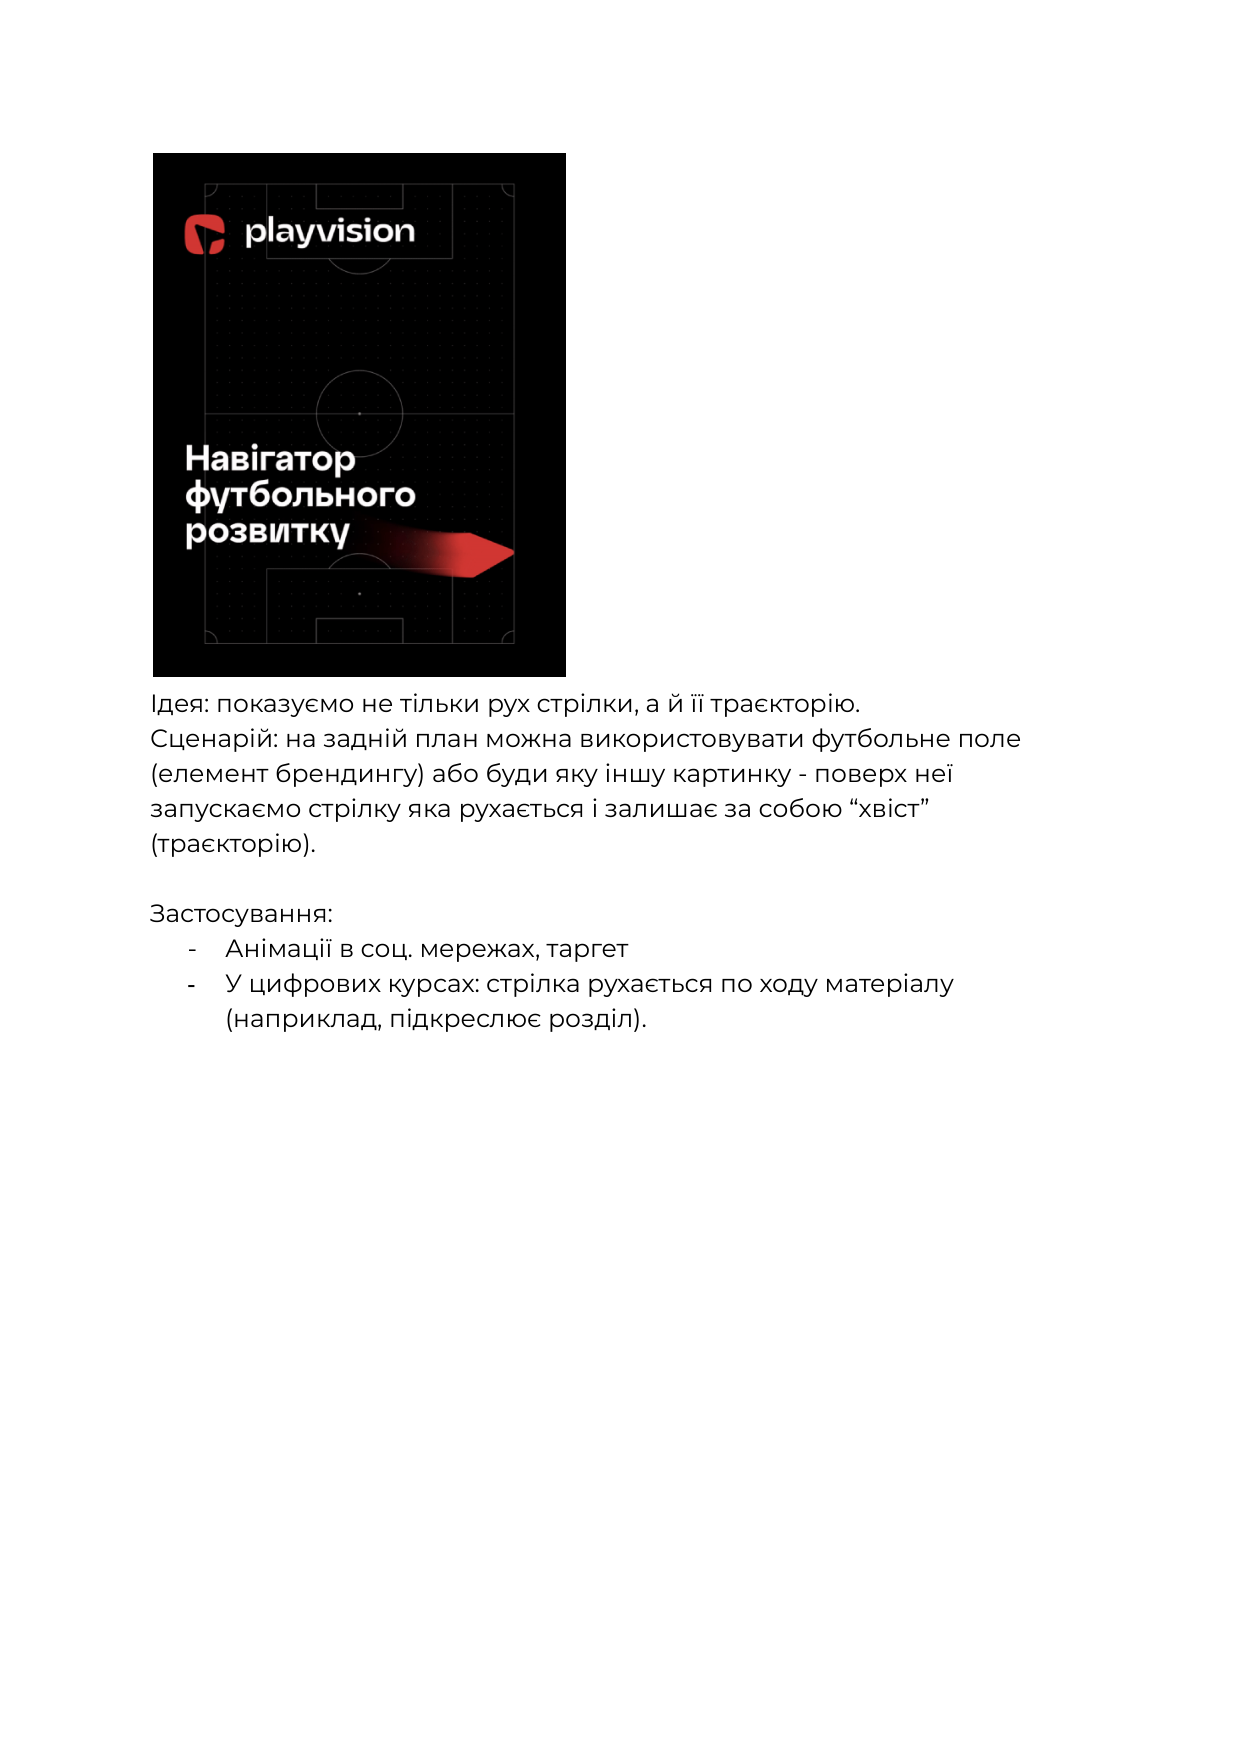 playvision
Навігатор
футбольного
розвитку
Ідея: показуємо не тільки рух стрілки, а й її траєкторію.
Сценарій: на задній план можна використовувати футбольне поле
(елемент брендингу) або буди яку іншу картинку - поверх неї
запускаємо стрілку яка рухається і залишає за собою “хвіст”
(траєкторію).
Застосування:
- Анімації в соц. мережах, таргет
- У цифрових курсах: стрілка рухається по ходу матеріалу
(наприклад, підкреслює розділ).